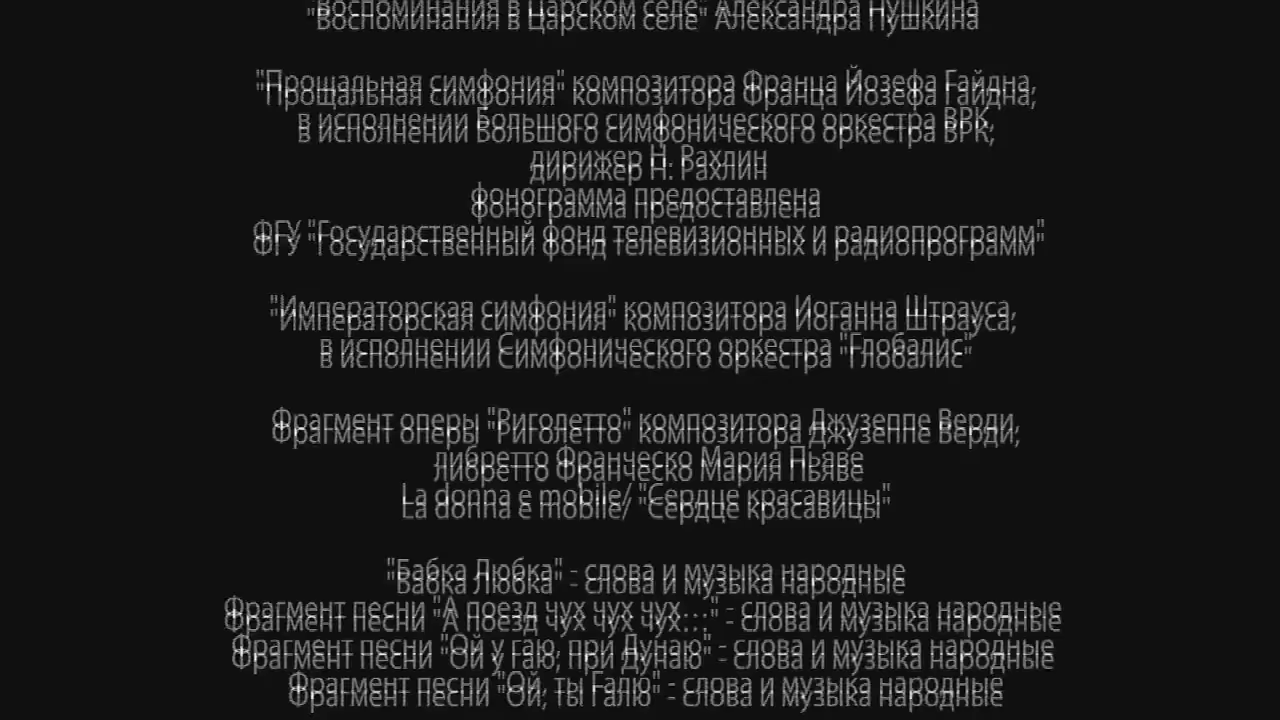 "Воспоминания в Царском селе" Александра Пушкина
"Прощальная симфония" композитора Франца Йозефа Гайдна,
в исполнении Большого симфонического оркестра ВРК,
дирижер Н. Рахлин
фонограмма предоставлена
ФГУ "Государственный фонд телевизионных и радиопрограмм"
"Императорская симфония" композитора Иоганна Штрауса,
в исполнении Симфонического оркестра "Глобалис"
Фрагмент оперы "Риголетто" композитора Джузеппе Верди,
либретто Франческо Мария Пьяве
La donna e mobile/ "Сердце красавицы"
"Бабка Любка" - слова и музыка народные
Фрагмент песни "А поезд чух чух чух..." - слова и музыка народные
Фрагмент песни "Ой у гаю, при Дунаю" - слова и музыка народные
Фрагмент песни "Ой, ты Галю" - слова и музыка народные